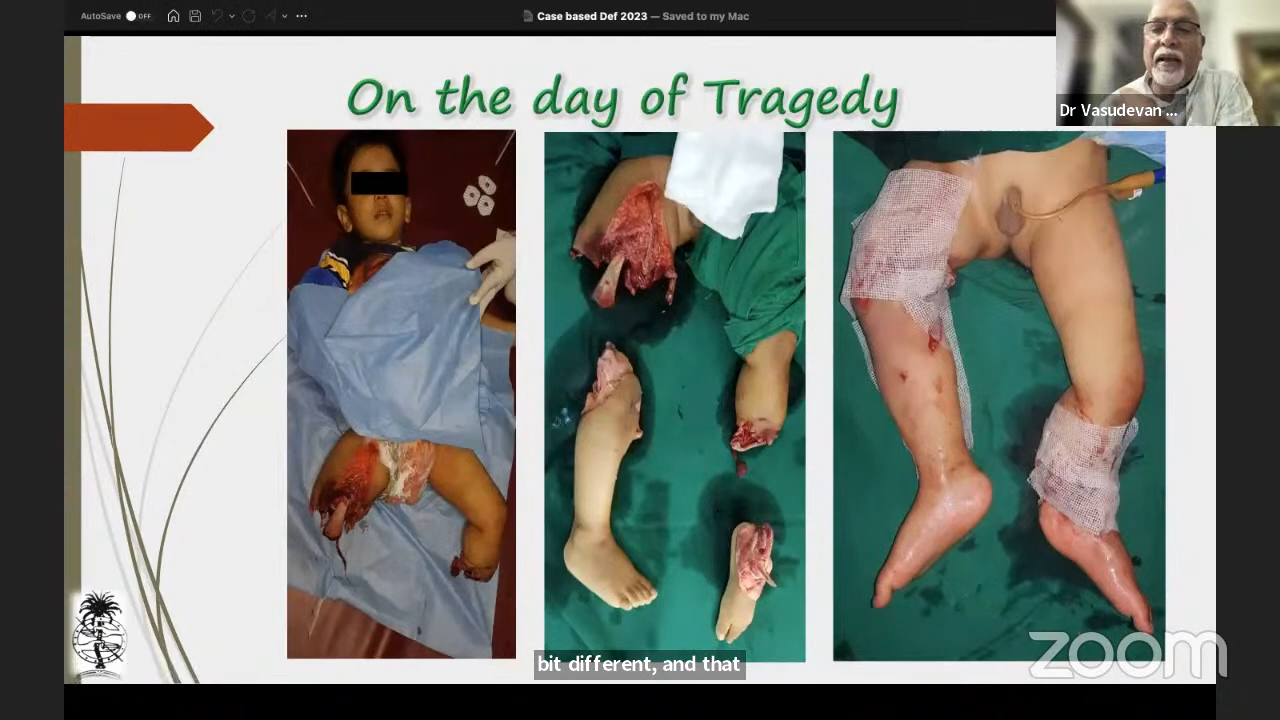 AutoSave OFF
Case based Def 2023 — Saved to my Mac
On the day of Tragedy
Dr Vasudevan ...
bit different, and that
zoom